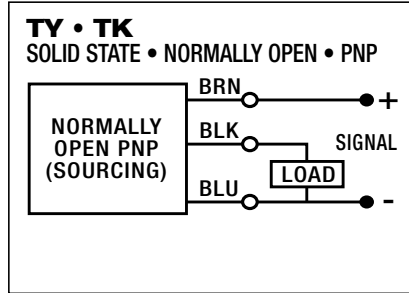 TY • TK
SOLID STATE • NORMALLY OPEN • PNP
BRN
+
NORMALLY
OPEN PNP
(SOURCING)
BLK
SIGNAL
LOAD
BLU
-